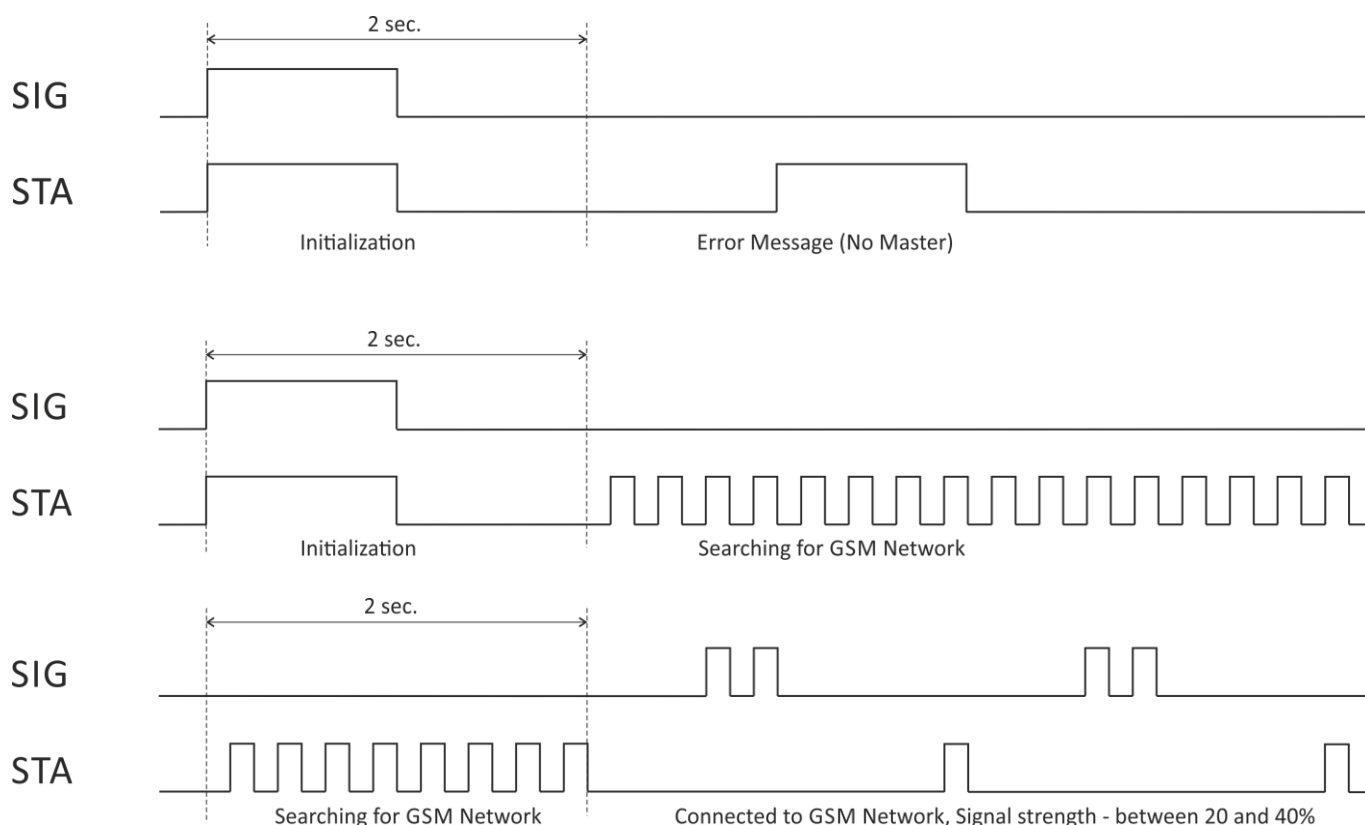 2 sec.
SIG
STA
Initialization Error Message (No Master)
2 sec.
SIG
STA
Initialization Searching for GSM Network
2 sec.
SIG
STA
Searching for GSM Network Connected to GSM Network, Signal strength - between 20 and 40%